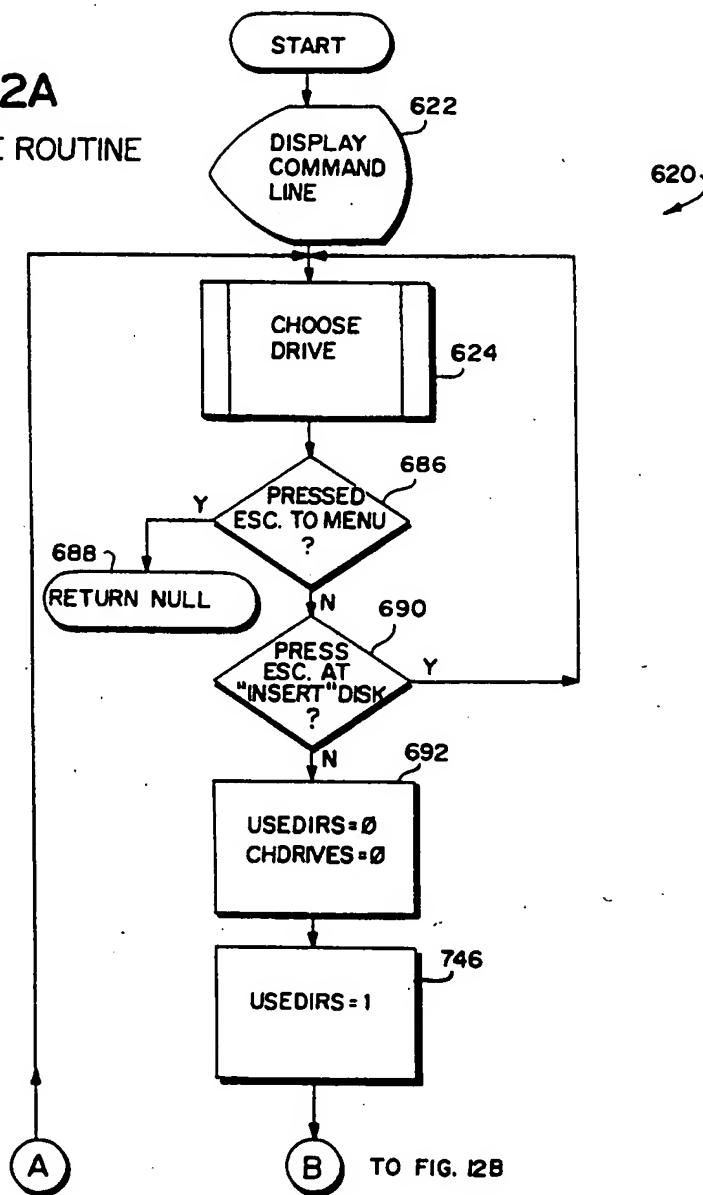 START
2A
E ROUTINE
622
DISPLAY
COMMAND
LINE
620
CHOOSE
DRIVE
624
686
PRESSED
ESC. TO MENU
?
Y
688
RETURN NULL
N
690
PRESS
ESC. AT
"INSERT" DISK
?
Y
N
692
USEDIRS=Ø
CHDRIVES=Ø
746
USEDIRS=1
A
B
TO FIG. 12B